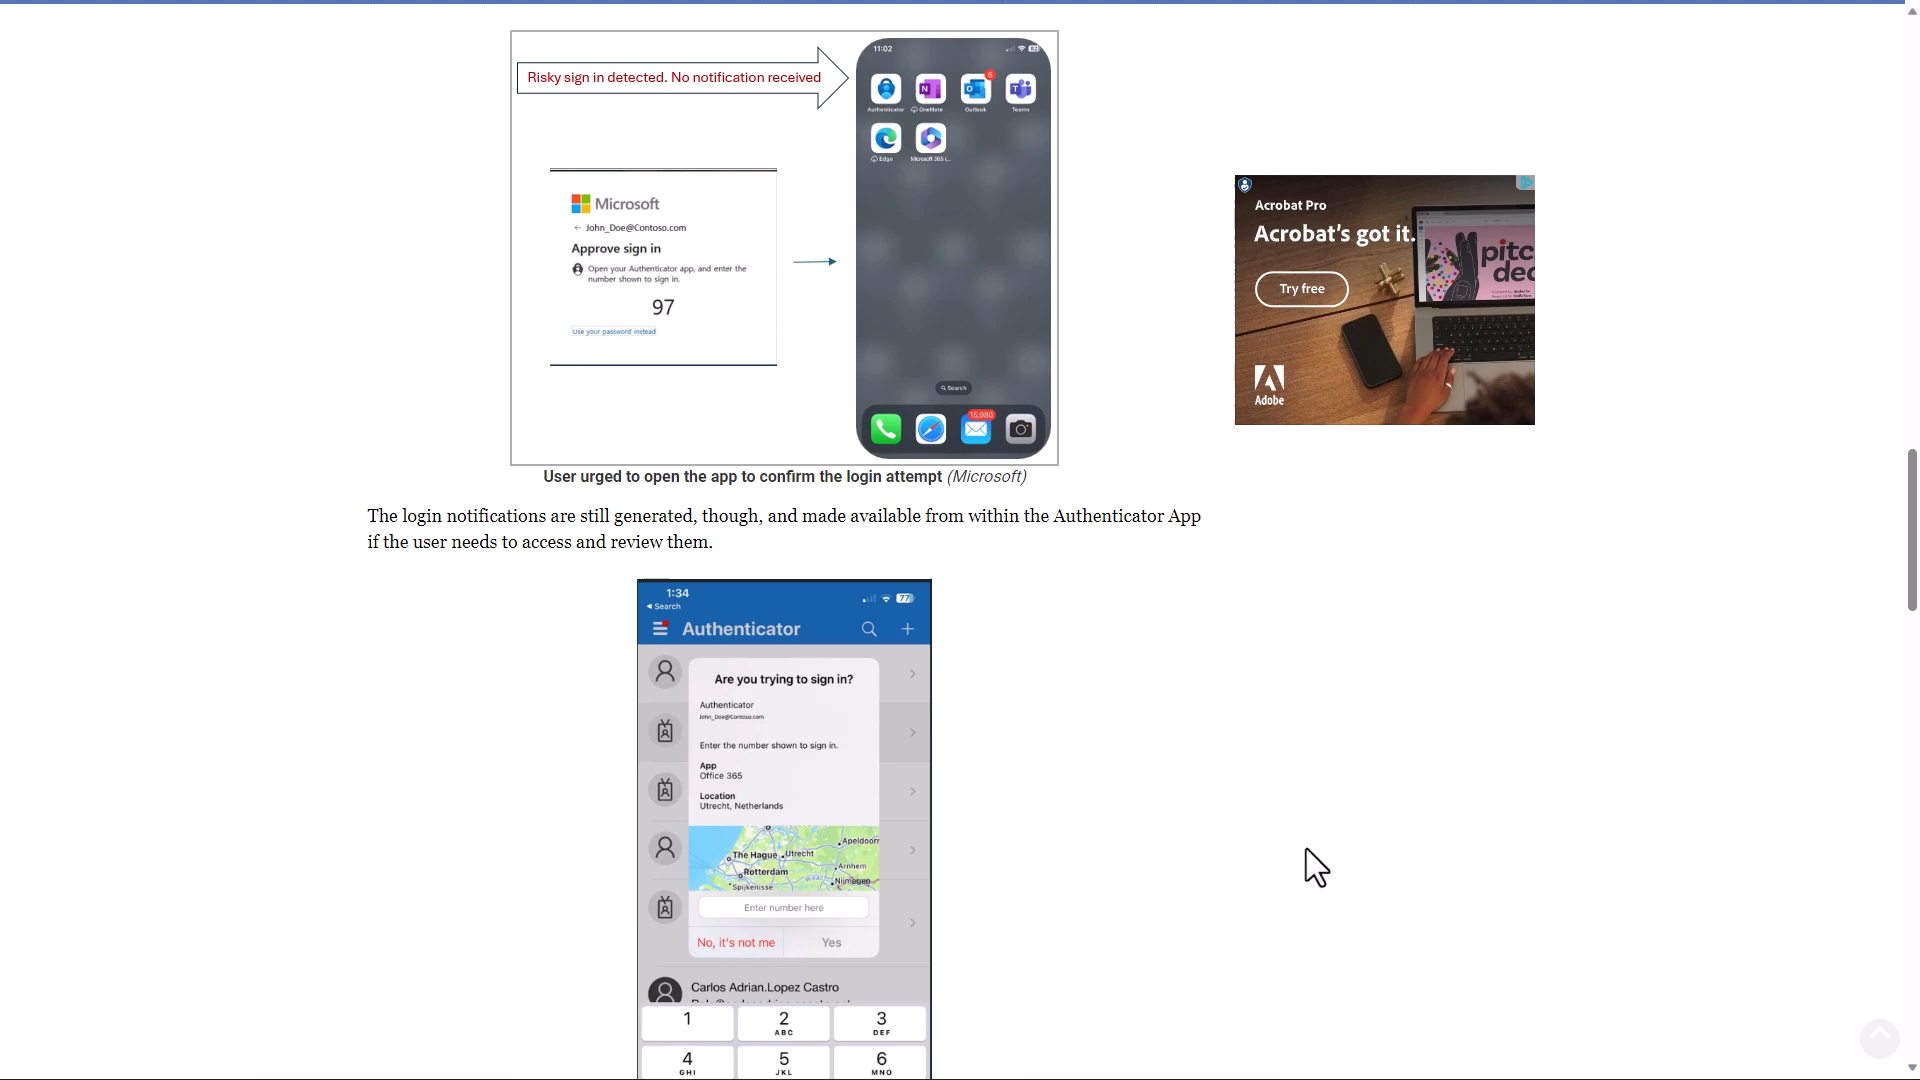 Risky sign in detected. No notification received
11:02
62
6
Authenticator
OneNote
Outlook
Teams
Edge
Microsoft 365 (...
Microsoft
← John_Doe@Contoso.com
Approve sign in
Open your Authenticator app, and enter the
number shown to sign in.
97
Use your password instead
Search
15,980
User urged to open the app to confirm the login attempt (Microsoft)
Acrobat Pro
Acrobat's got it.
Try free
pitc
dec
Adobe
The login notifications are still generated, though, and made available from within the Authenticator App
if the user needs to access and review them.
1:34
77
◀ Search
Authenticator
Are you trying to sign in?
Authenticator
John_Doe@Contoso.com
Enter the number shown to sign in.
App
Office 365
Location
Utrecht, Netherlands
Apeldoorn
The Hague
Utrecht
Arnhem
Rotterdam
Nijmegen
Spijkenisse
Enter number here
No, it's not me
Yes
Carlos Adrian.Lopez Castro
1
2
3
ABC
DEF
4
5
6
GHI
JKL
MNO